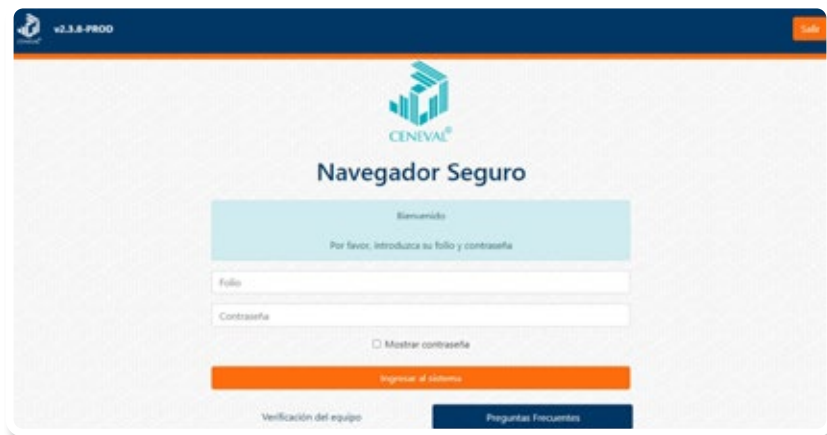 CENEVAL®
v2.3.8-PROD
Salir
CENEVAL®
Navegador Seguro
Bienvenido
Por favor, introduzca su folio y contraseña
Folio
Contraseña
Mostrar contraseña
Ingresar al sistema
Verificación del equipo
Preguntas Frecuentes